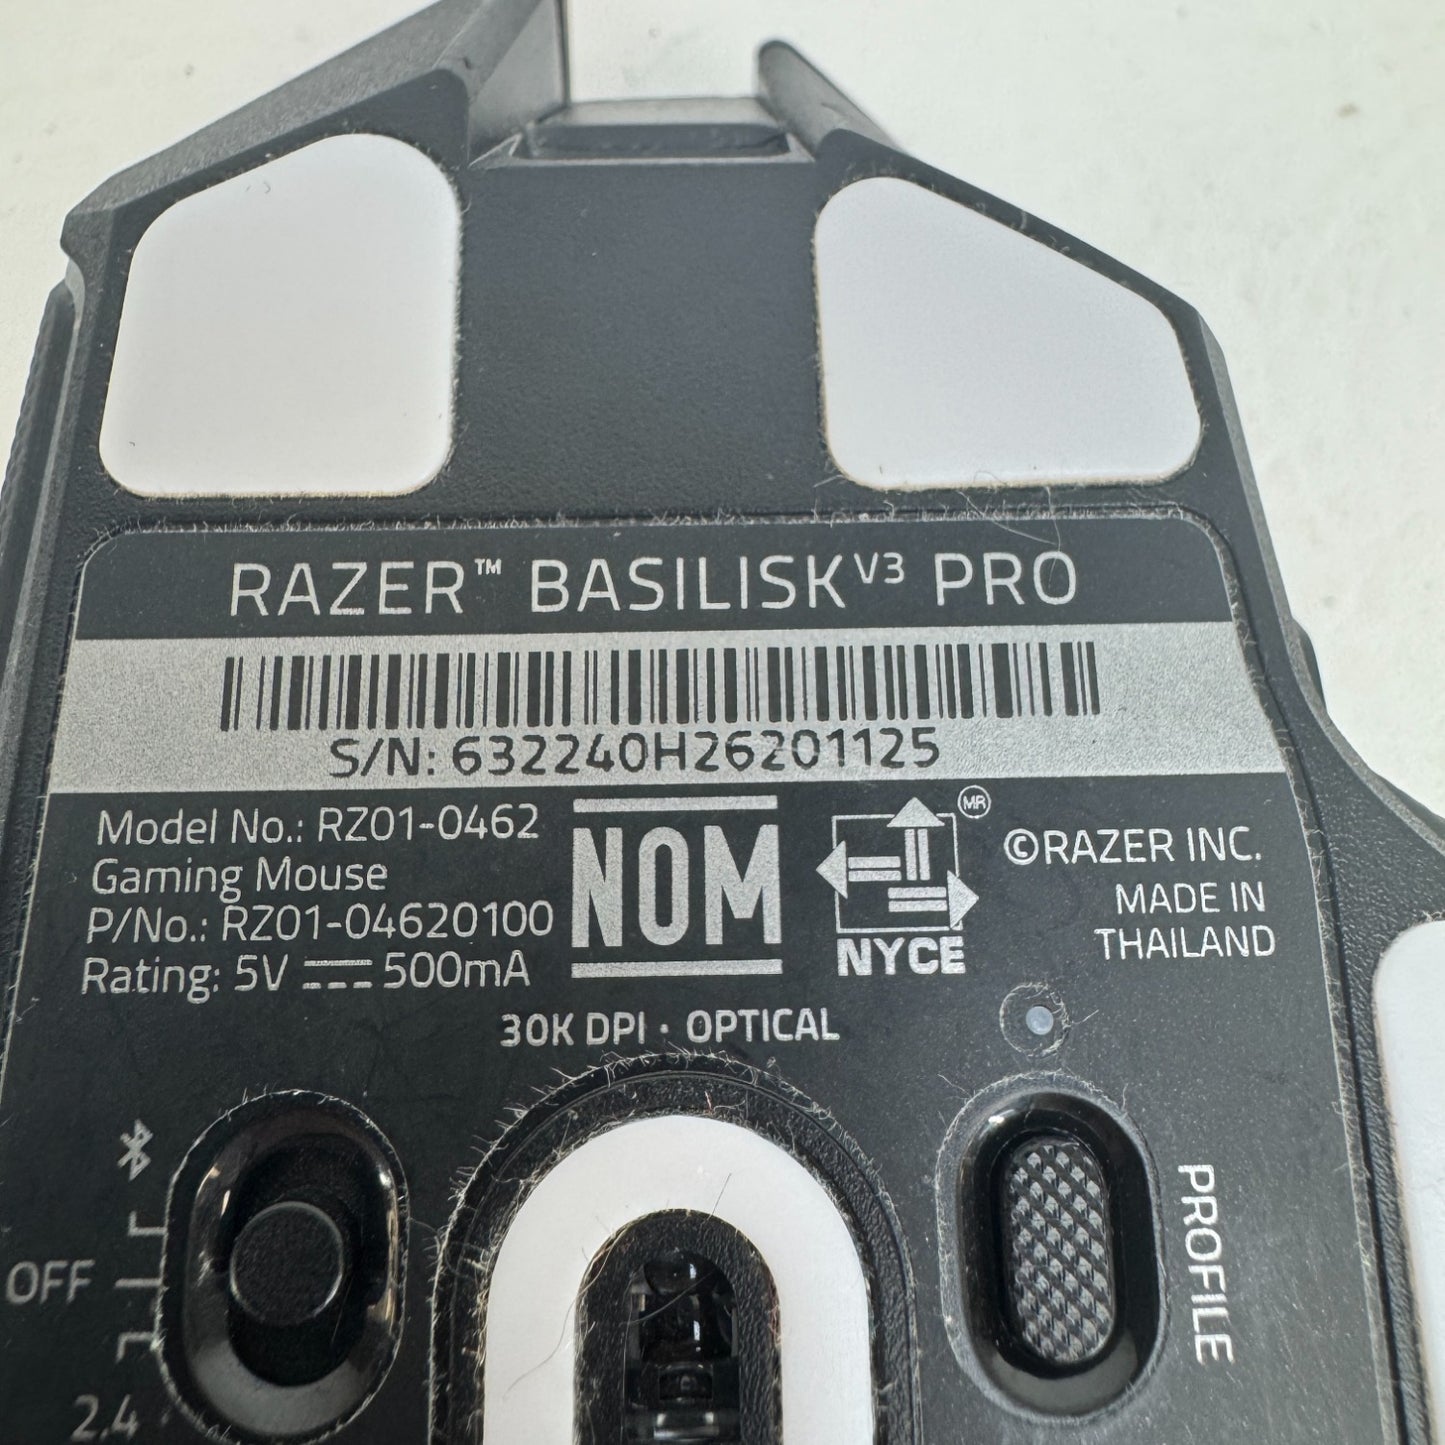 RAZER™ BASILISK V3 PRO
S/N: 632240H26201125
Model No.: RZ01-0462
Gaming Mouse
P/No.: RZ01-04620100
Rating: 5V ⎓ 500mA
NOM
MR
NYCE
©RAZER INC.
MADE IN
THAILAND
30K DPI · OPTICAL
OFF
2.4
PROFILE